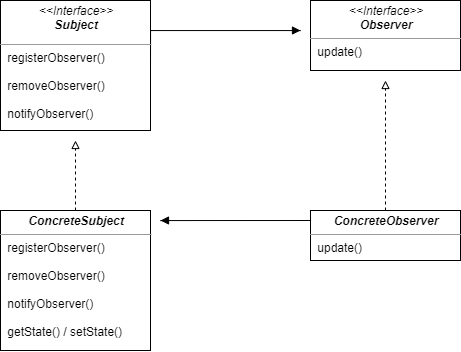 <<Interface>>
Subject
registerObserver()
removeObserver()
notifyObserver()
<<Interface>>
Observer
update()
ConcreteSubject
registerObserver()
removeObserver()
notifyObserver()
getState() / setState()
ConcreteObserver
update()